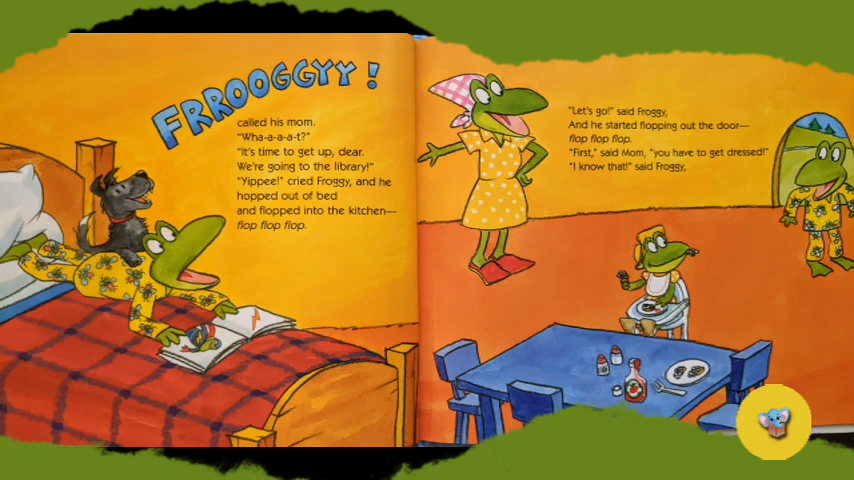 FRROOGGYY!
called his mom.
"Wha-a-a-a-t?"
"It's time to get up, dear.
We're going to the library!"
"Yippee!" cried Froggy, and he
hopped out of bed
and flopped into the kitchen—
flop flop flop.
"Let's go!" said Froggy,
And he started flopping out the door—
flop flop flop.
"First," said Mom, "you have to get dressed!"
"I know that!" said Froggy,